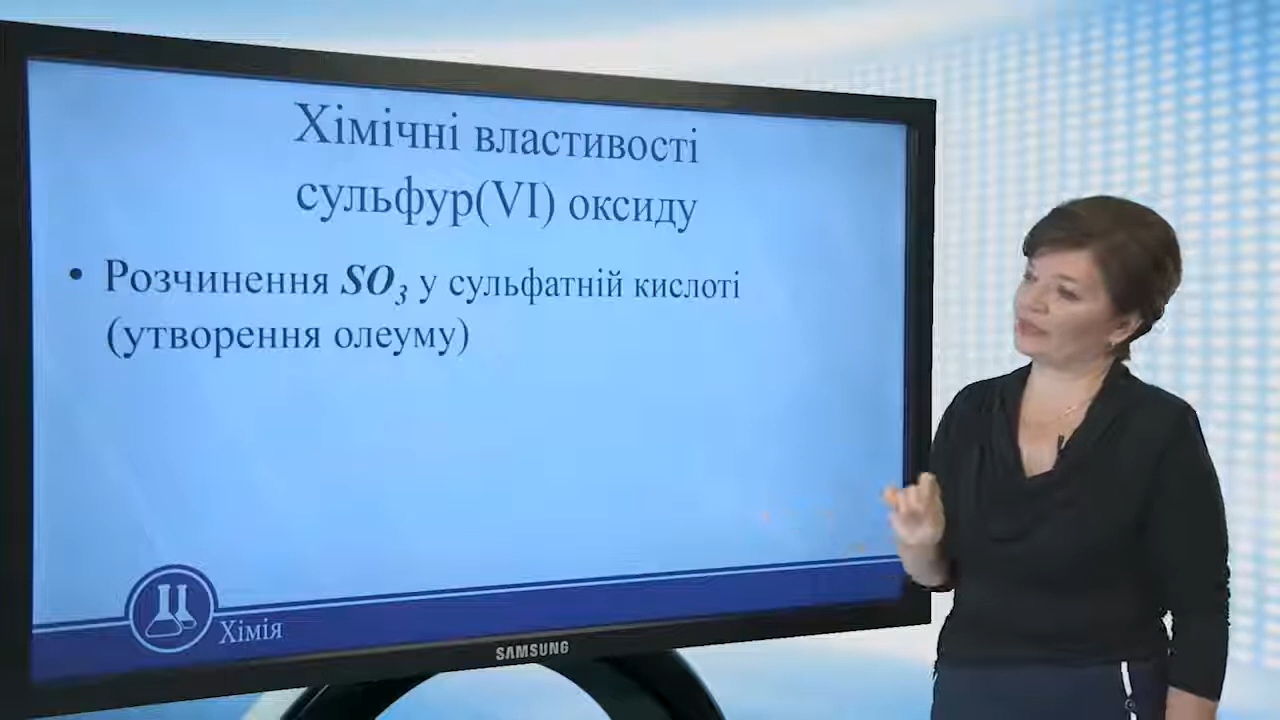 Хімічні властивості
сульфур(VI) оксиду
• Розчинення SO₃ у сульфатній кислоті
(утворення олеуму)
Хімія
SAMSUNG